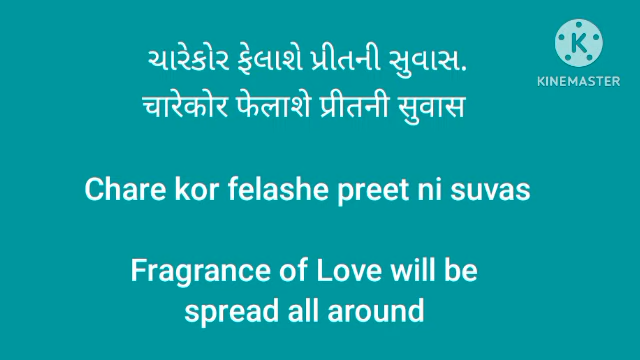 ચારેકોર ફેલાશે પ્રીતની સુવાસ.
चारेकोर फेलाशे प्रीतनी सुवास
Chare kor felashe preet ni suvas
Fragrance of Love will be
spread all around
K
KINEMASTER